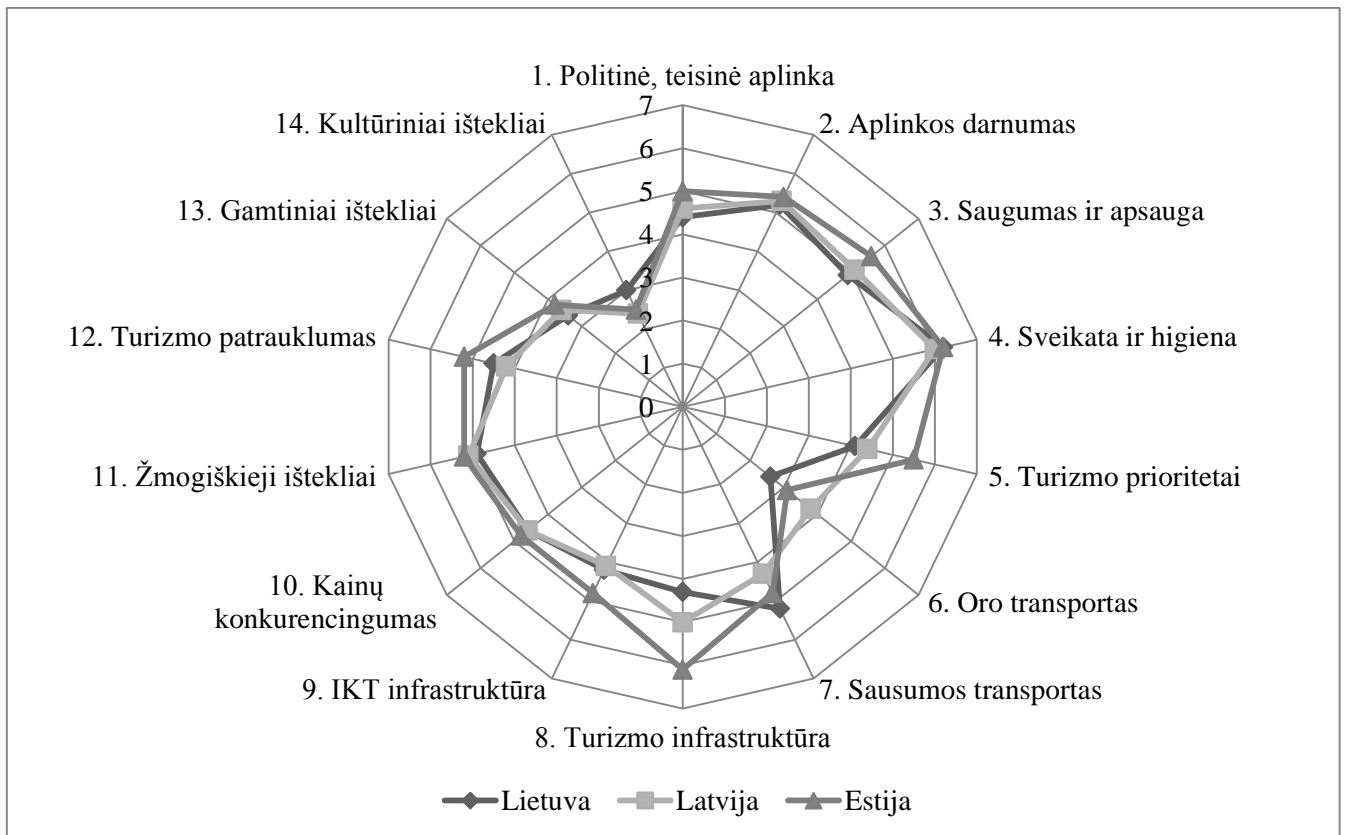 1. Politinė, teisinė aplinka
2. Aplinkos darnumas
3. Saugumas ir apsauga
4. Sveikata ir higiena
5. Turizmo prioritetai
6. Oro transportas
7. Sausumos transportas
8. Turizmo infrastruktūra
9. IKT infrastruktūra
10. Kainų
konkurencingumas
11. Žmogiškieji ištekliai
12. Turizmo patrauklumas
13. Gamtiniai ištekliai
14. Kultūriniai ištekliai
7
6
5
4
3
2
1
0
Lietuva Latvija Estija